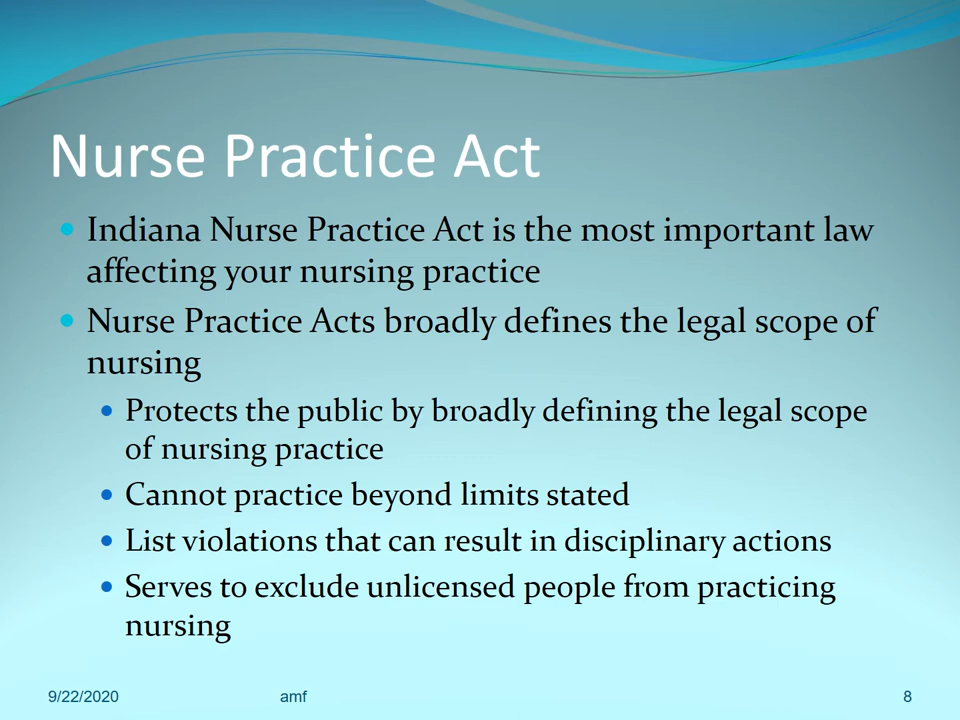 Nurse Practice Act
• Indiana Nurse Practice Act is the most important law
affecting your nursing practice
• Nurse Practice Acts broadly defines the legal scope of
nursing
• Protects the public by broadly defining the legal scope
of nursing practice
• Cannot practice beyond limits stated
• List violations that can result in disciplinary actions
• Serves to exclude unlicensed people from practicing
nursing
9/22/2020 amf 8